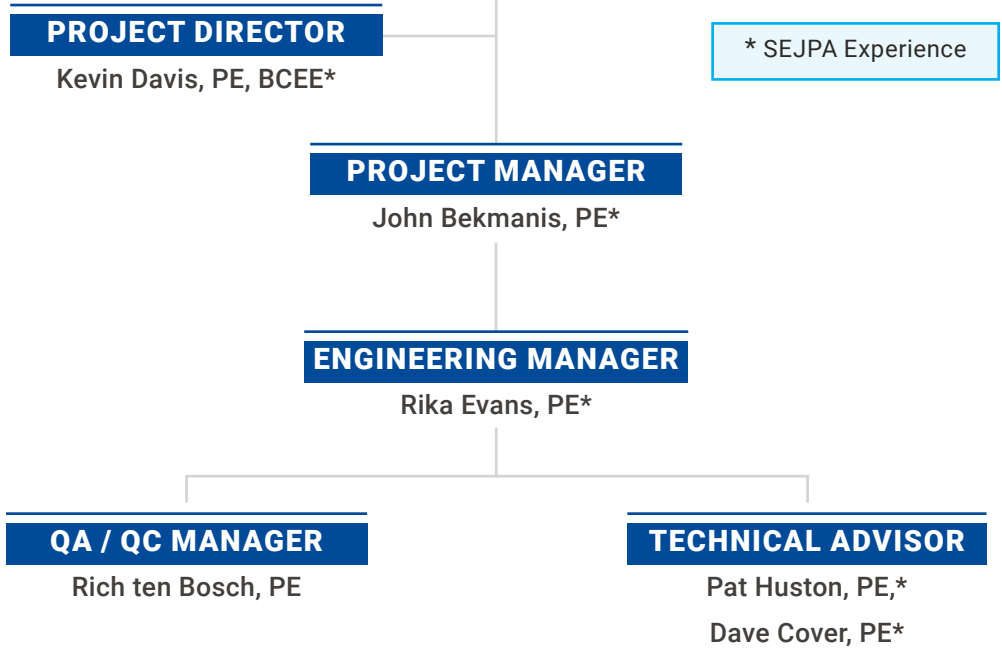 PROJECT DIRECTOR
Kevin Davis, PE, BCEE*
* SEJPA Experience
PROJECT MANAGER
John Bekmanis, PE*
ENGINEERING MANAGER
Rika Evans, PE*
QA / QC MANAGER
Rich ten Bosch, PE
TECHNICAL ADVISOR
Pat Huston, PE,*
Dave Cover, PE*